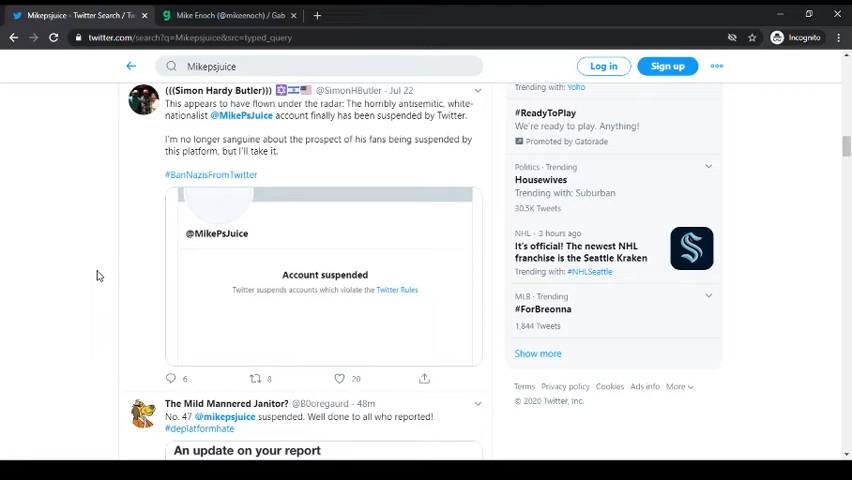 Mikepsjuice - Twitter Search / Tw
Mike Enoch (@mikeenoch) / Gab
twitter.com/search?q=Mikepsjuice&src=typed_query
Incognito
Mikepsjuice
Log in
Sign up
(((Simon Hardy Butler))) @SimonHButler · Jul 22
This appears to have flown under the radar: The horribly antisemitic, white-
nationalist @MikePsJuice account finally has been suspended by Twitter.
I'm no longer sanguine about the prospect of his fans being suspended by
this platform, but I'll take it.
#BanNazisFromTwitter
@MikePsJuice
Account suspended
Twitter suspends accounts which violate the Twitter Rules
6
8
20
The Mild Mannered Janitor? @B0oregaurd · 48m
No. 47 @mikepsjuice suspended. Well done to all who reported!
#deplatformhate
An update on your report
Trending with: Yoho
#ReadyToPlay
We're ready to play. Anything!
Promoted by Gatorade
Politics · Trending
Housewives
Trending with: Suburban
30.5K Tweets
NHL · 3 hours ago
It's official! The newest NHL
franchise is the Seattle Kraken
Trending with: #NHLSeattle
MLB · Trending
#ForBreonna
1,844 Tweets
Show more
Terms Privacy policy Cookies Ads info More
© 2020 Twitter, Inc.